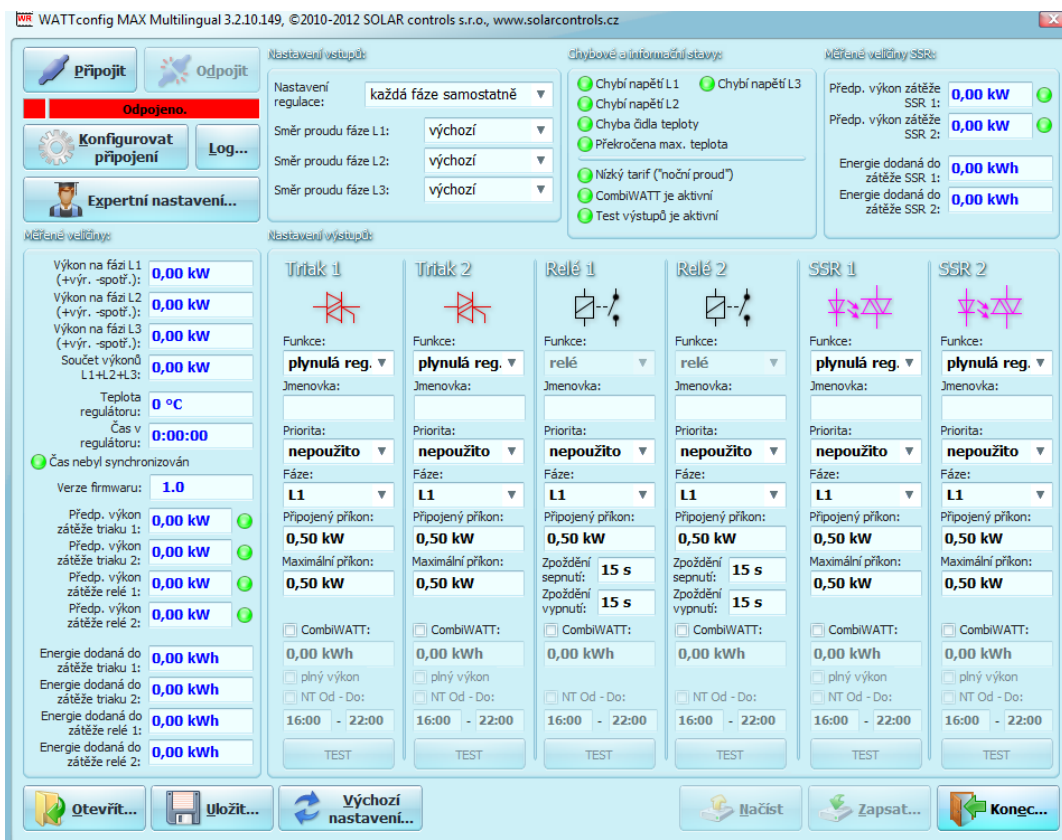 WATTconfig MAX Multilingual 3.2.10.149, ©2010-2012 SOLAR controls s.r.o., www.solarcontrols.cz
Připojit
Odpojit
Odpojeno.
Konfigurovat
připojení
Log...
Expertní nastavení...
Nastavení vstupů:
Nastavení
regulace:
každá fáze samostatně
Směr proudu fáze L1:
výchozí
Směr proudu fáze L2:
výchozí
Směr proudu fáze L3:
výchozí
Chybové a informační stavy:
Chybí napětí L1
Chybí napětí L3
Chybí napětí L2
Chyba čidla teploty
Překročena max. teplota
Nízký tarif ("noční proud")
CombiWATT je aktivní
Test výstupů je aktivní
Měřené veličiny SSR:
Předp. výkon zátěže
SSR 1:
0,00 kW
Předp. výkon zátěže
SSR 2:
0,00 kW
Energie dodaná do
zátěže SSR 1:
0,00 kWh
Energie dodaná do
zátěže SSR 2:
0,00 kWh
Měřené veličiny:
Výkon na fázi L1
(+výr. -spotř.):
0,00 kW
Výkon na fázi L2
(+výr. -spotř.):
0,00 kW
Výkon na fázi L3
(+výr. -spotř.):
0,00 kW
Součet výkonů
L1+L2+L3:
0,00 kW
Teplota
regulátoru:
0 °C
Čas v
regulátoru:
0:00:00
Čas nebyl synchronizován
Verze firmwaru:
1.0
Předp. výkon
zátěže triaku 1:
0,00 kW
Předp. výkon
zátěže triaku 2:
0,00 kW
Předp. výkon
zátěže relé 1:
0,00 kW
Předp. výkon
zátěže relé 2:
0,00 kW
Energie dodaná do
zátěže triaku 1:
0,00 kWh
Energie dodaná do
zátěže triaku 2:
0,00 kWh
Energie dodaná do
zátěže relé 1:
0,00 kWh
Energie dodaná do
zátěže relé 2:
0,00 kWh
Nastavení výstupů:
Triak 1
Funkce:
plynulá reg.
Jmenovka:
Priorita:
nepoužito
Fáze:
L1
Připojený příkon:
0,50 kW
Maximální příkon:
0,50 kW
CombiWATT:
0,00 kWh
plný výkon
NT Od - Do:
16:00 - 22:00
TEST
Triak 2
Funkce:
plynulá reg.
Jmenovka:
Priorita:
nepoužito
Fáze:
L1
Připojený příkon:
0,50 kW
Maximální příkon:
0,50 kW
CombiWATT:
0,00 kWh
plný výkon
NT Od - Do:
16:00 - 22:00
TEST
Relé 1
Funkce:
relé
Jmenovka:
Priorita:
nepoužito
Fáze:
L1
Připojený příkon:
0,50 kW
Zpoždění
sepnutí:
15 s
Zpoždění
vypnutí:
15 s
CombiWATT:
0,00 kWh
NT Od - Do:
16:00 - 22:00
TEST
Relé 2
Funkce:
relé
Jmenovka:
Priorita:
nepoužito
Fáze:
L1
Připojený příkon:
0,50 kW
Zpoždění
sepnutí:
15 s
Zpoždění
vypnutí:
15 s
CombiWATT:
0,00 kWh
NT Od - Do:
16:00 - 22:00
TEST
SSR 1
Funkce:
plynulá reg.
Jmenovka:
Priorita:
nepoužito
Fáze:
L1
Připojený příkon:
0,50 kW
Maximální příkon:
0,50 kW
CombiWATT:
0,00 kWh
plný výkon
NT Od - Do:
16:00 - 22:00
TEST
SSR 2
Funkce:
plynulá reg.
Jmenovka:
Priorita:
nepoužito
Fáze:
L1
Připojený příkon:
0,50 kW
Maximální příkon:
0,50 kW
CombiWATT:
0,00 kWh
plný výkon
NT Od - Do:
16:00 - 22:00
TEST
Otevřít...
Uložit...
Výchozí
nastavení...
Načíst
Zapsat...
Konec...